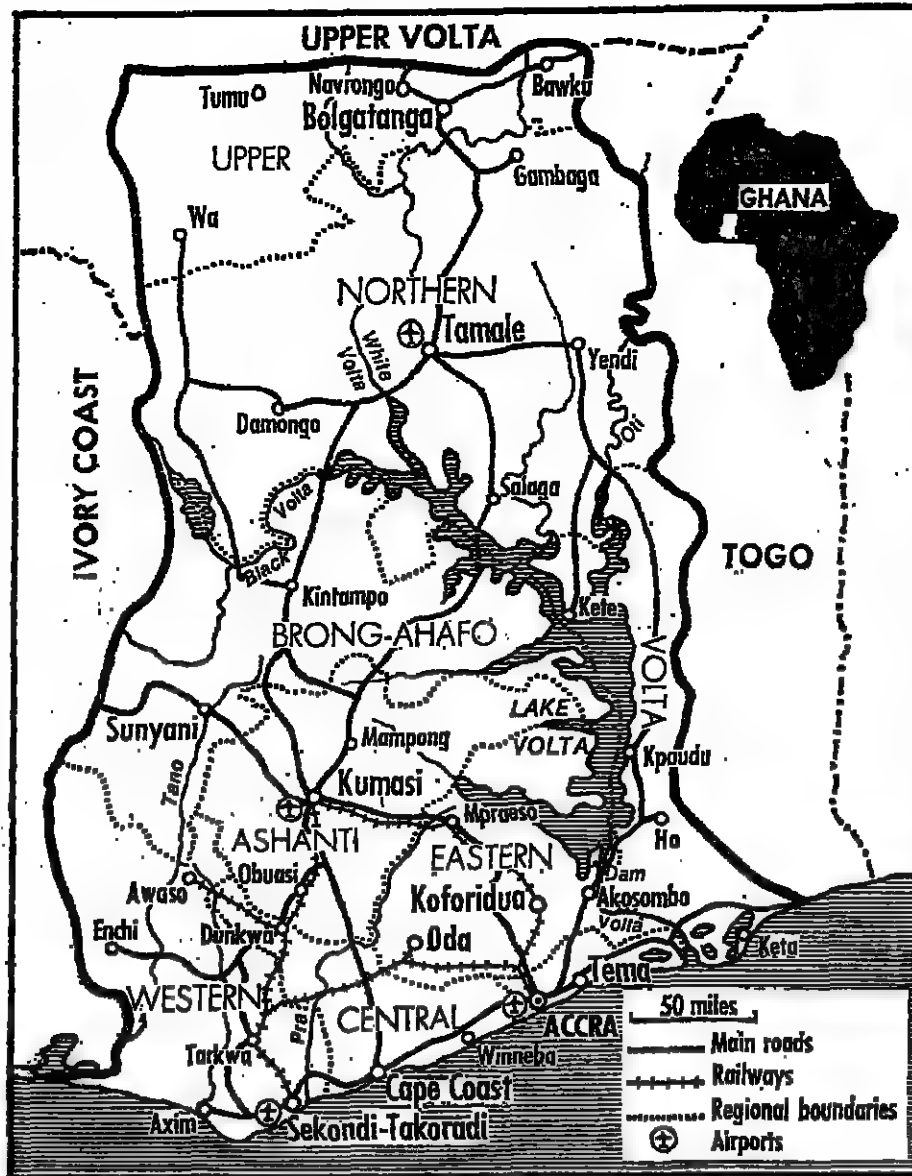 UPPER VOLTA
Navrongo
Bawku
Tumu
Bolgatanga
UPPER
Gambaga
GHANA
Wa
NORTHERN
Tamale
White
Volta
Yendi
Damongo
Oti
IVORY COAST
Salaga
Volta
Black
TOGO
Kintampo
Kete
BRONG-AHAFO
VOLTA
LAKE
VOLTA
Sunyani
Mampong
Kpaudu
Tano
Kumasi
Mpraeso
Ho
ASHANTI
EASTERN
Obuasi
Dam
Awaso
Koforidua
Akosombo
Enchi
Dunkwa
Oda
Volta
Keta
Tema
WESTERN
Pra
CENTRAL
ACCRA
Tarkwa
Winneba
Cape Coast
Axim
Sekondi-Takoradi
50 miles
Main roads
Railways
Regional boundaries
Airports